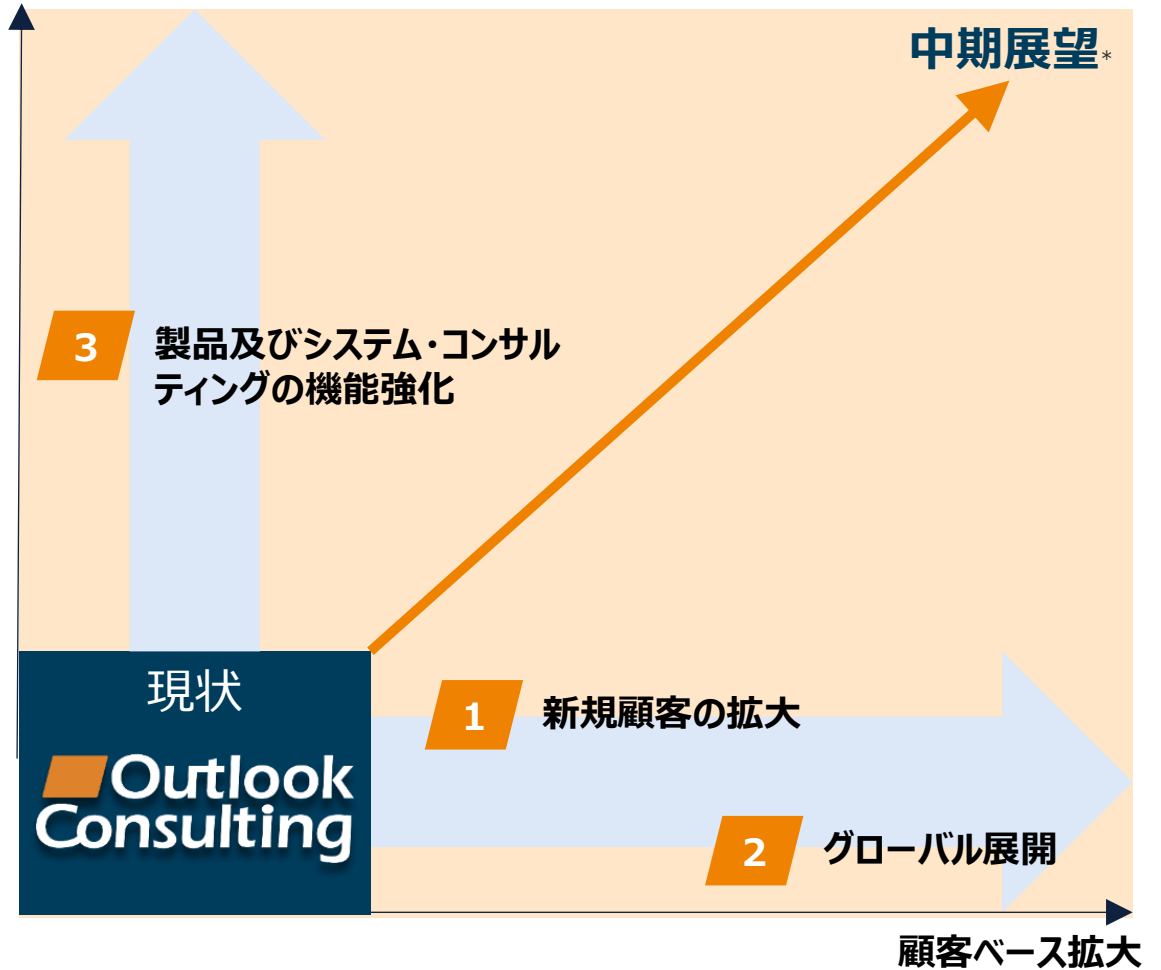 中期展望*
3
製品及びシステム・コンサル
ティングの機能強化
現状
Outlook
Consulting
1
新規顧客の拡大
2
グローバル展開
顧客ベース拡大